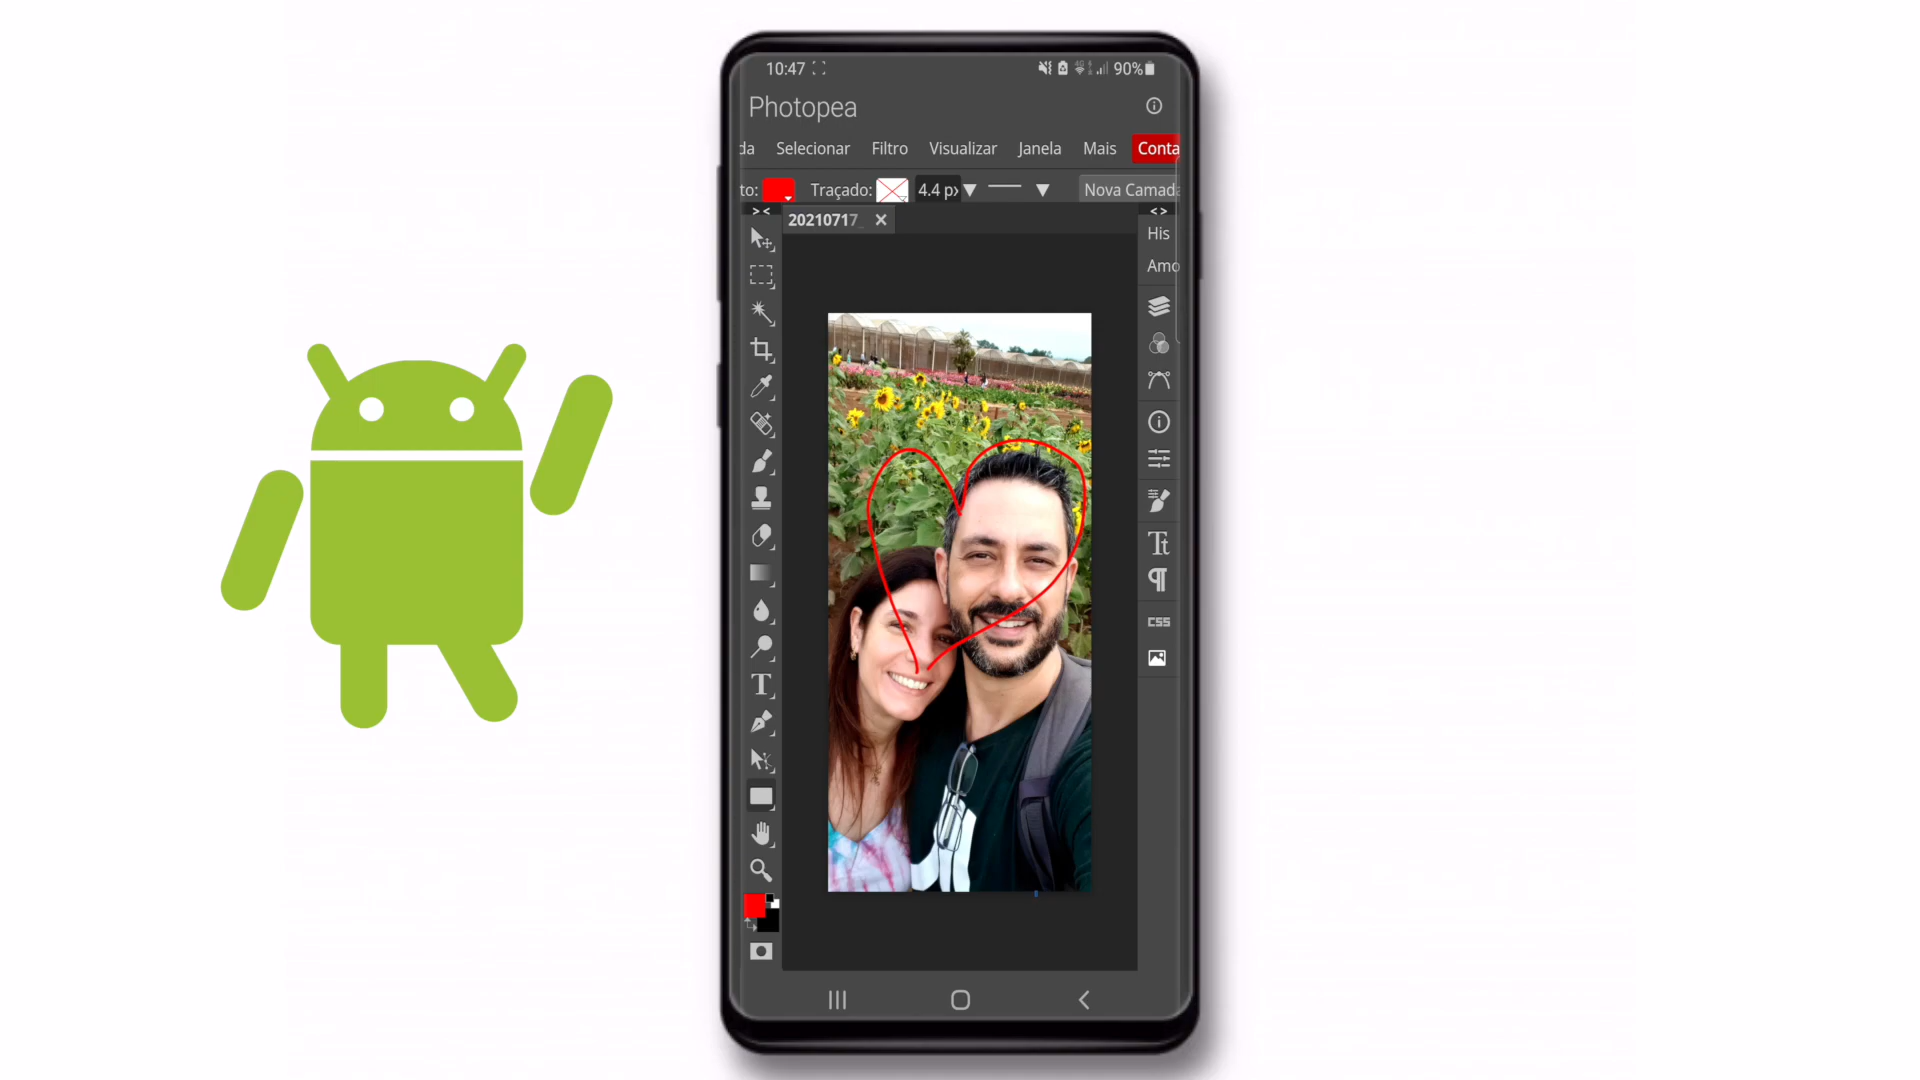 10:47 90%
Photopea
da Selecionar Filtro Visualizar Janela Mais Conta
to: Traçado: 4.4 px Nova Camada
> < 20210717_ < >
His
Amo
Tt
CSS
T